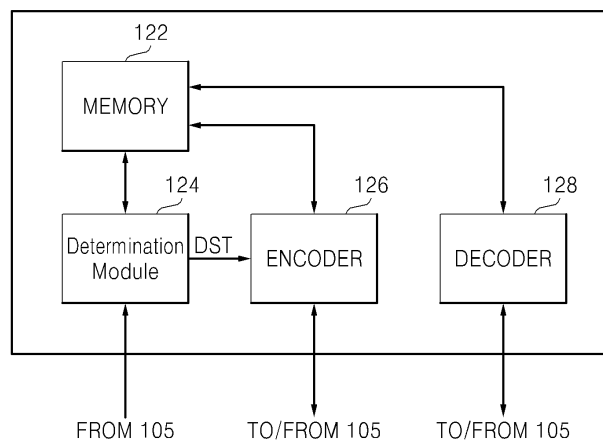 122
MEMORY
124
126
128
Determination
Module
DST
ENCODER
DECODER
FROM 105
TO/FROM 105
TO/FROM 105